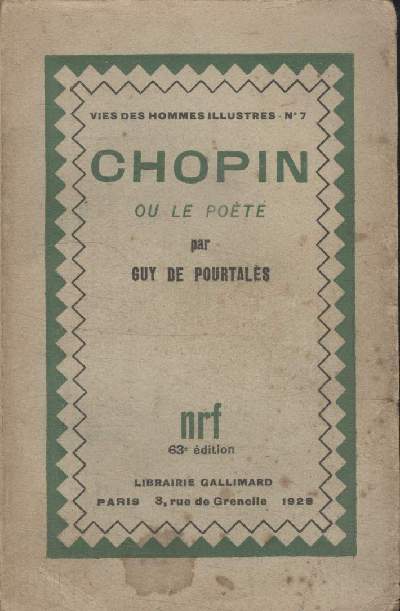 VIES DES HOMMES ILLUSTRES - N° 7
CHOPIN
OU LE POÈTE
par
GUY DE POURTALÈS
nrf
63e édition
LIBRAIRIE GALLIMARD
PARIS 3, rue de Grenelle 1928